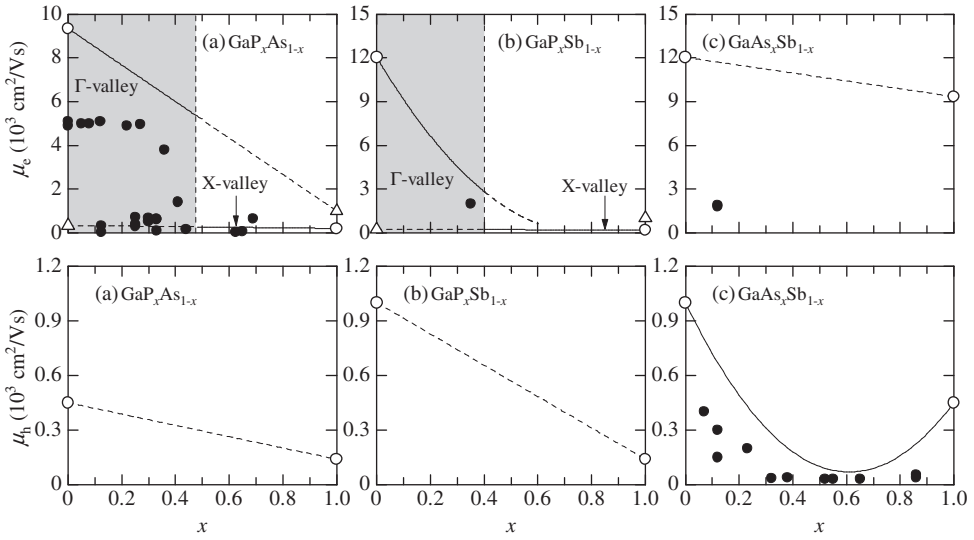 10
8
6
4
2
0
μe (10³ cm²/Vs)
(a) GaPxAs1-x
Γ-valley
X-valley
15
12
9
6
3
0
(b) GaPxSb1-x
Γ-valley
X-valley
15
12
9
6
3
0
(c) GaAsxSb1-x
1.2
0.9
0.6
0.3
0
μh (10³ cm²/Vs)
(a) GaPxAs1-x
0 0.2 0.4 0.6 0.8 1.0
x
1.2
0.9
0.6
0.3
0
(b) GaPxSb1-x
0 0.2 0.4 0.6 0.8 1.0
x
1.2
0.9
0.6
0.3
0
(c) GaAsxSb1-x
0 0.2 0.4 0.6 0.8 1.0
x